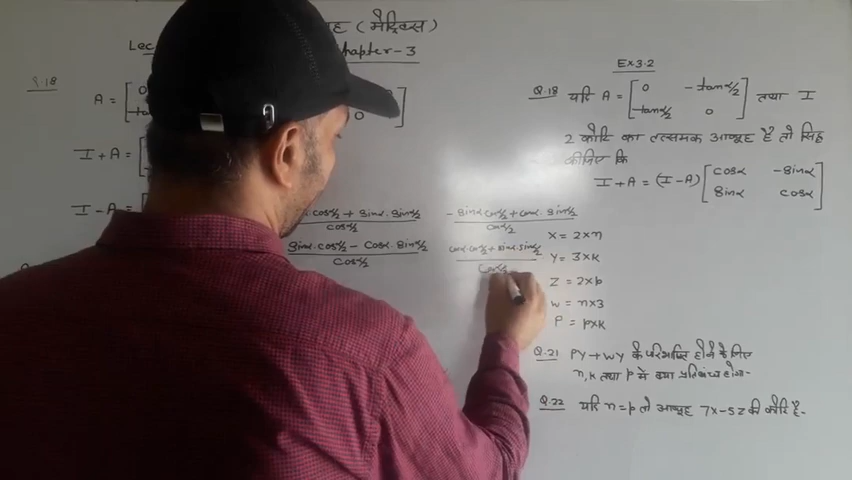 (मैट्रिक्स)
Lec
Chapter-3
Q.18
A = [0
0]
I + A =
I - A =
cosα/2 + sinα. sinα/2
cosα/2
sinα. cosα/2 - cosα. sinα/2
cosα/2
-sinα cosα/2 + cosα. sinα/2
cosα/2
cosα. cosα/2 + sinα. sinα/2
cosα/2
Ex3.2
Q.18 यदि A = [0 -tanα/2
tanα/2 0] तथा I
2 कोटि का तत्समक आव्यूह है तो सिद्ध
कीजिए कि
I + A = (I - A) [cosα -sinα
sinα cosα]
X = 2×n
Y = 3×k
Z = 2×p
W = n×3
P = p×k
Q.21 PY+WY के परिभाषित होने के लिए
n, k तथा p में क्या प्रतिबन्ध होगा-
Q.22 यदि n=p तो आव्यूह 7X-5Z की कोटि है-